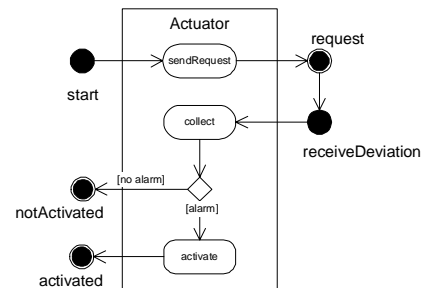 Actuator
request
sendRequest
start
collect
receiveDeviation
[no alarm]
notActivated
[alarm]
activate
activated